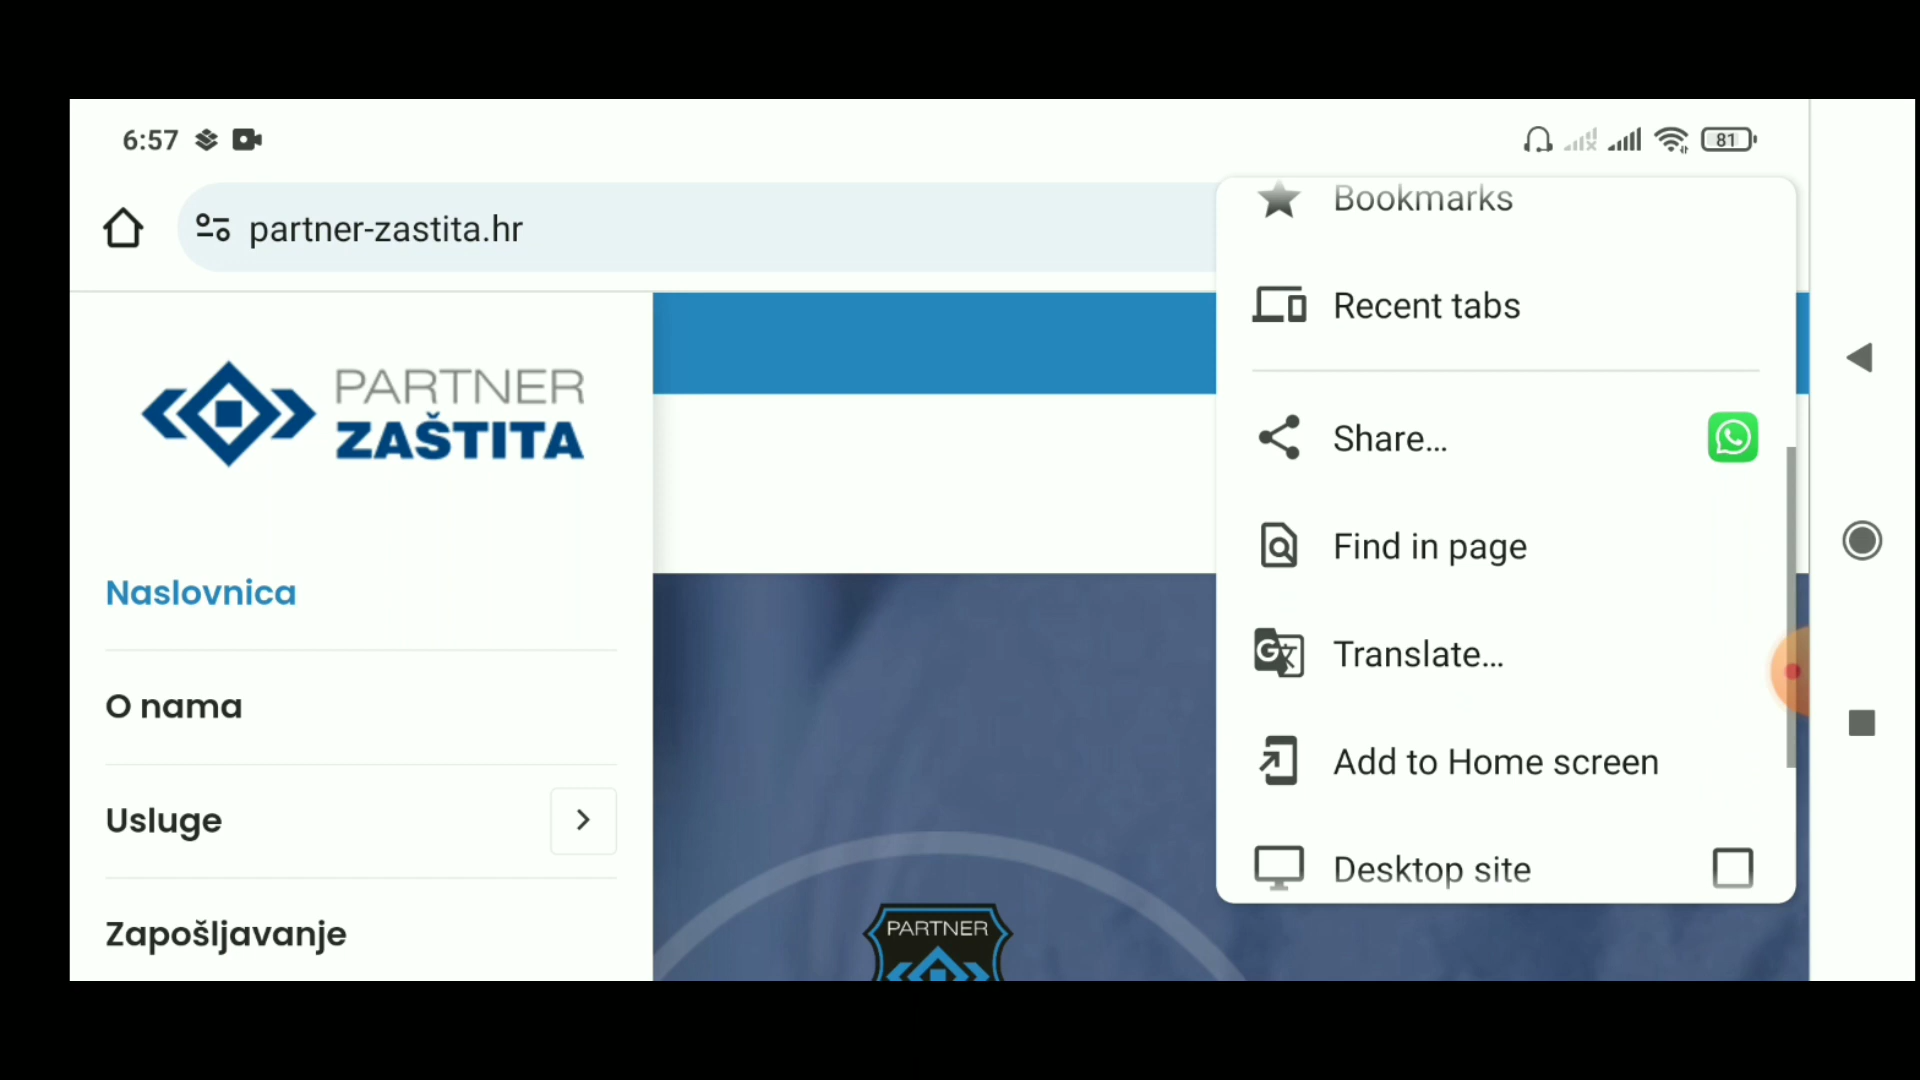 6:57
81
partner-zastita.hr
PARTNER
ZAŠTITA
Naslovnica
O nama
Usluge
Zapošljavanje
PARTNER
Bookmarks
Recent tabs
Share...
Find in page
Translate...
Add to Home screen
Desktop site